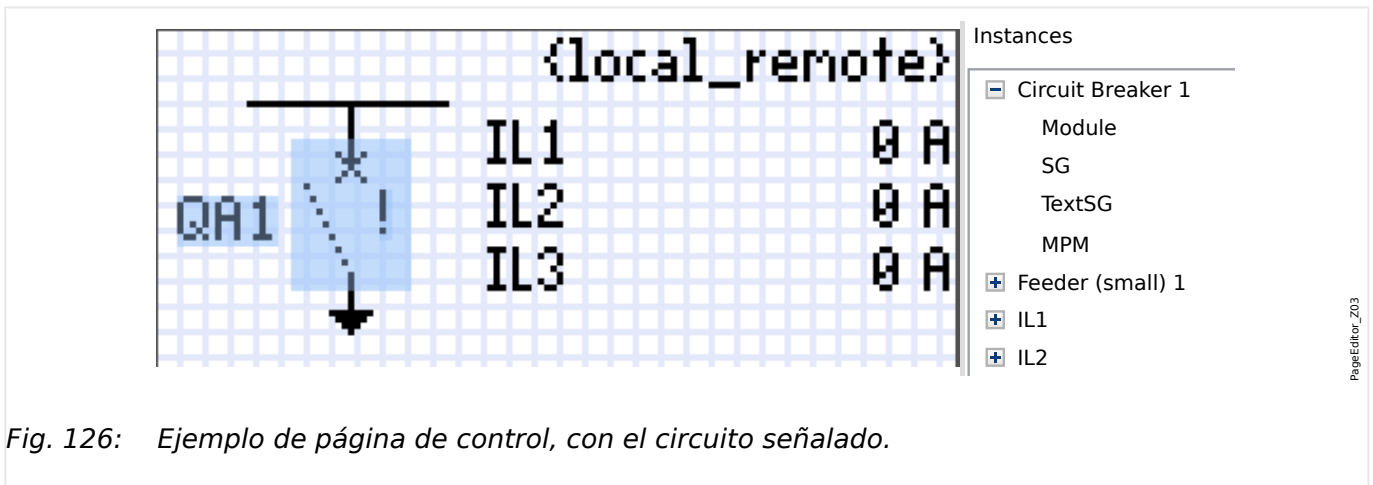 {local_remote}
QA1
!
IL1 0 A
IL2 0 A
IL3 0 A
Instances
Circuit Breaker 1
Module
SG
TextSG
MPM
Feeder (small) 1
IL1
IL2
PageEditor_Z03
Fig. 126: Ejemplo de página de control, con el circuito señalado.